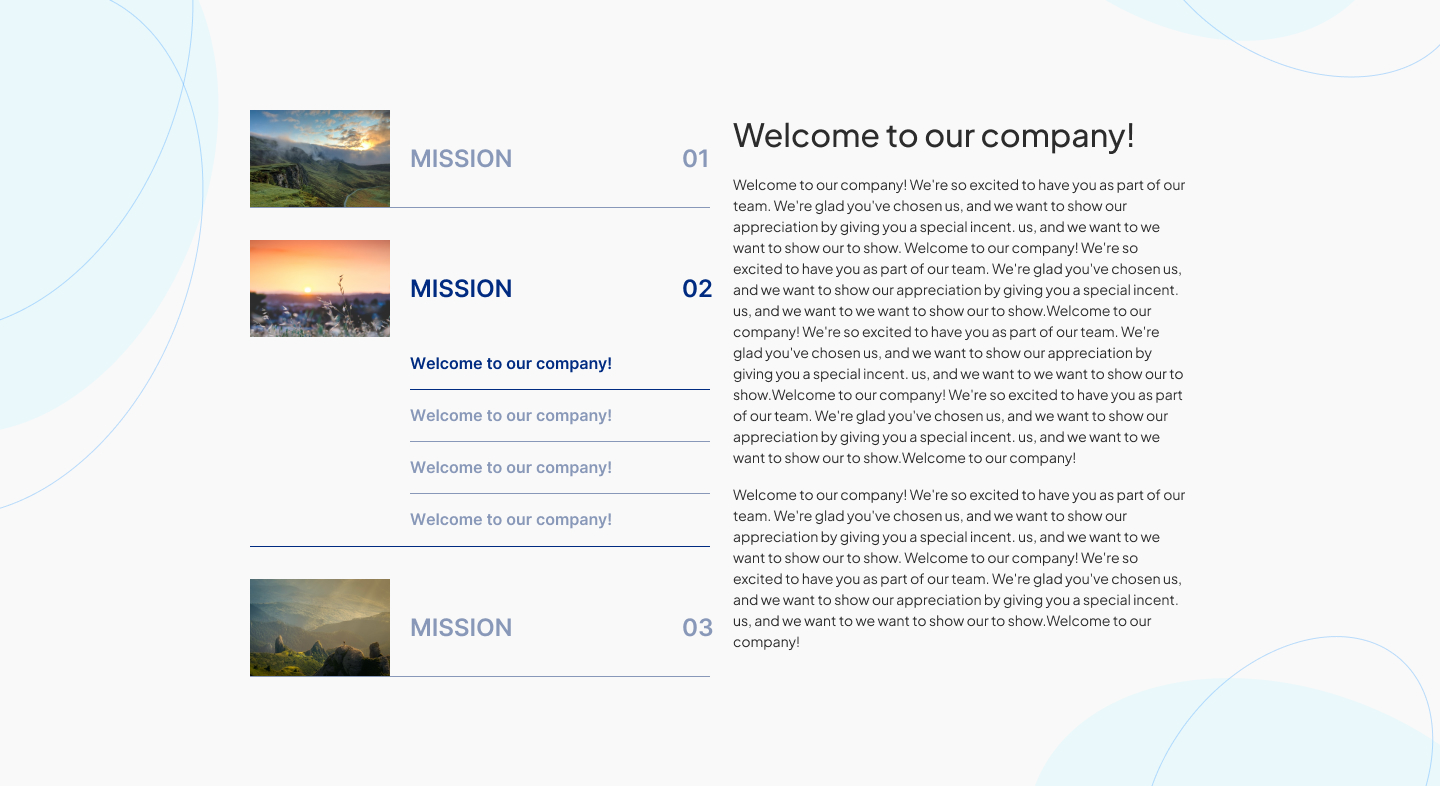 MISSION 01
MISSION 02
Welcome to our company!
Welcome to our company!
Welcome to our company!
Welcome to our company!
MISSION 03
Welcome to our company!
Welcome to our company! We're so excited to have you as part of our
team. We're glad you've chosen us, and we want to show our
appreciation by giving you a special incent. us, and we want to we
want to show our to show. Welcome to our company! We're so
excited to have you as part of our team. We're glad you've chosen us,
and we want to show our appreciation by giving you a special incent.
us, and we want to we want to show our to show.Welcome to our
company! We're so excited to have you as part of our team. We're
glad you've chosen us, and we want to show our appreciation by
giving you a special incent. us, and we want to we want to show our to
show.Welcome to our company! We're so excited to have you as part
of our team. We're glad you've chosen us, and we want to show our
appreciation by giving you a special incent. us, and we want to we
want to show our to show.Welcome to our company!
Welcome to our company! We're so excited to have you as part of our
team. We're glad you've chosen us, and we want to show our
appreciation by giving you a special incent. us, and we want to we
want to show our to show. Welcome to our company! We're so
excited to have you as part of our team. We're glad you've chosen us,
and we want to show our appreciation by giving you a special incent.
us, and we want to we want to show our to show.Welcome to our
company!